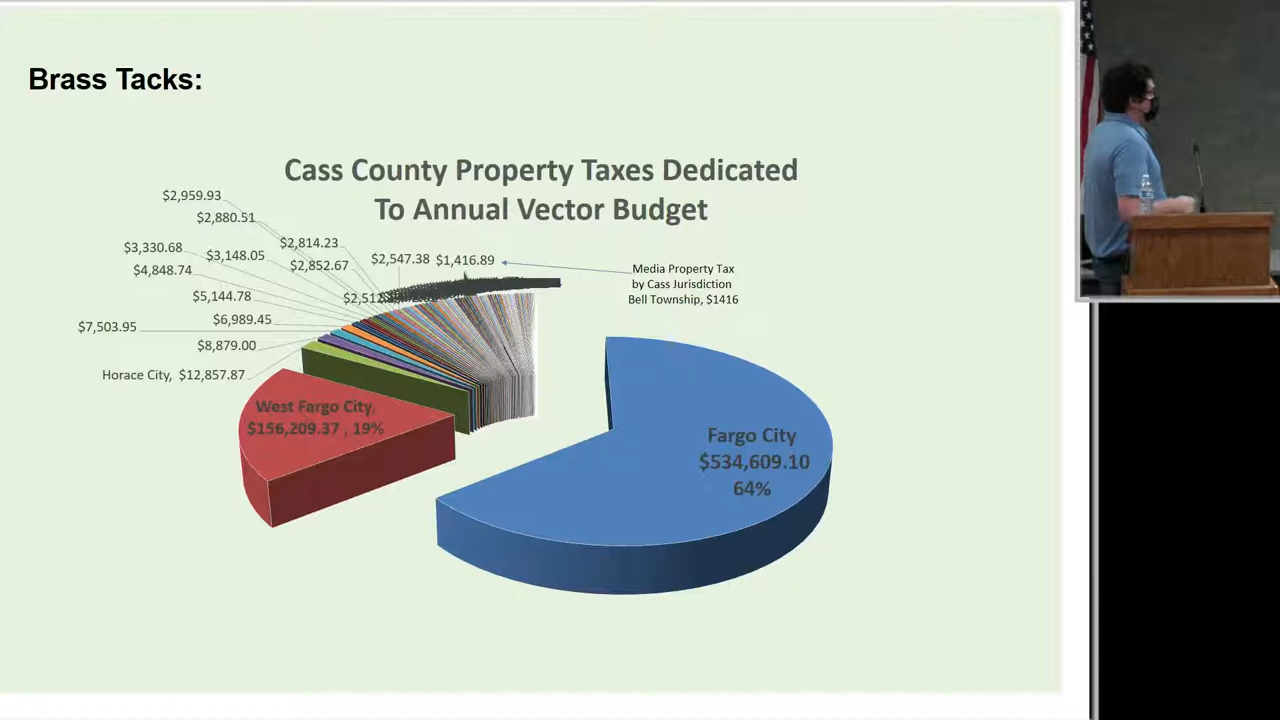 Brass Tacks:
Cass County Property Taxes Dedicated
To Annual Vector Budget
$2,959.93
$2,880.51
$2,814.23
$3,330.68
$3,148.05
$2,547.38
$1,416.89
$4,848.74
$2,852.67
Media Property Tax
by Cass Jurisdiction
Bell Township, $1416
$5,144.78
$2,512
$7,503.95
$6,989.45
$8,879.00
Horace City, $12,857.87
West Fargo City,
$156,209.37 , 19%
Fargo City
$534,609.10
64%